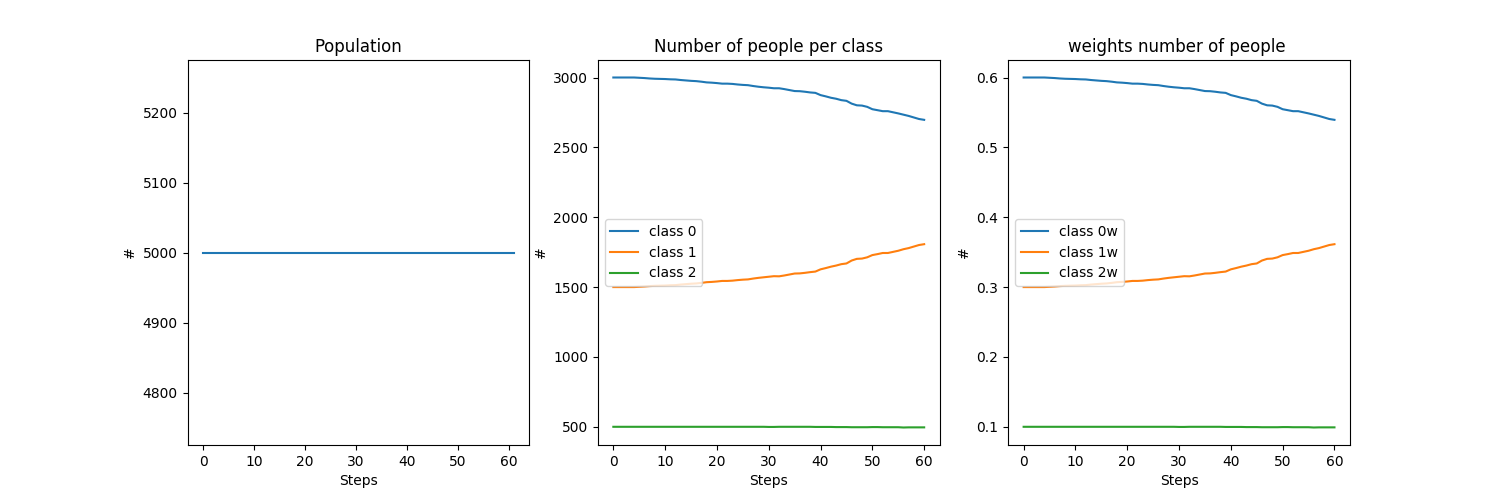 Population
5200
5100
5000
4900
4800
#
0 10 20 30 40 50 60
Steps
Number of people per class
3000
2500
2000
1500
1000
500
#
class 0
class 1
class 2
0 10 20 30 40 50 60
Steps
weights number of people
0.6
0.5
0.4
0.3
0.2
0.1
#
class 0w
class 1w
class 2w
0 10 20 30 40 50 60
Steps